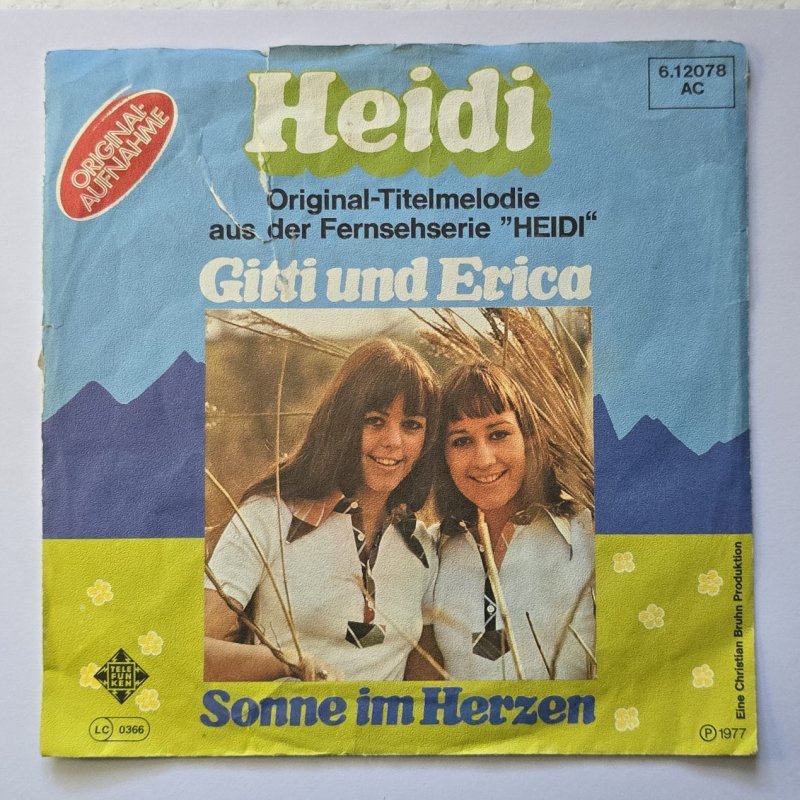 Heidi
6.12078
AC
ORIGINAL-
AUFNAHME
Original-Titelmelodie
aus der Fernsehserie "HEIDI“
Gitti und Erica
Eine Christian Bruhn Produktion
TELE
FUN
KEN
LC 0366
Sonne im Herzen
Ⓟ 1977